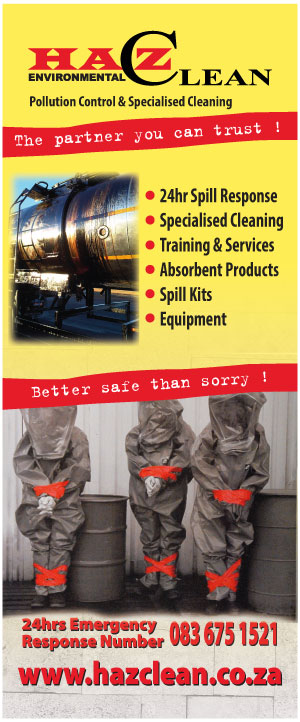 HAZ CLEAN
ENVIRONMENTAL
Pollution Control & Specialised Cleaning
The partner you can trust !
• 24hr Spill Response
• Specialised Cleaning
• Training & Services
• Absorbent Products
• Spill Kits
• Equipment
Better safe than sorry !
24hrs Emergency
Response Number 083 675 1521
www.hazclean.co.za